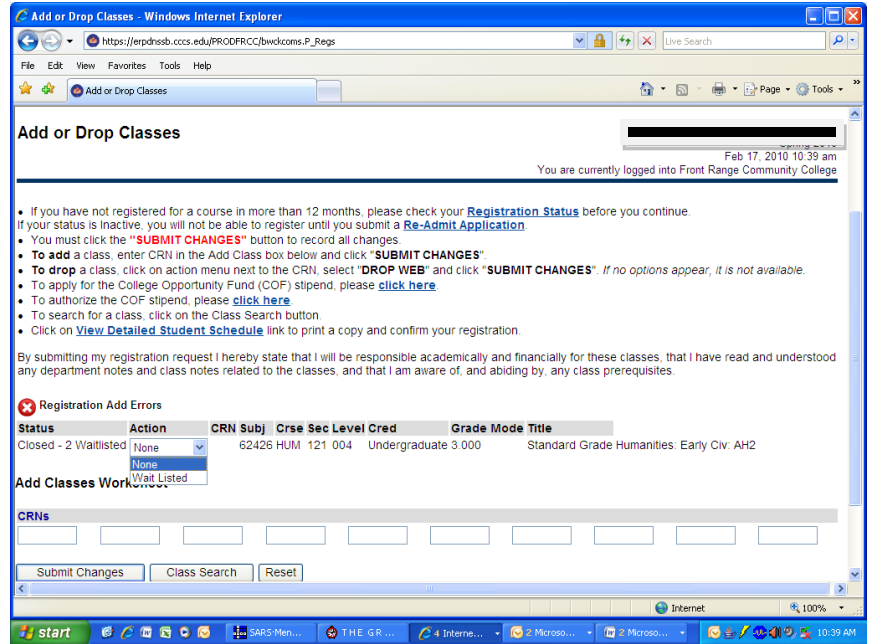 Add or Drop Classes - Windows Internet Explorer
https://erpdnssb.cccs.edu/PRODFRCC/bwckcoms.P_Regs
Live Search
File Edit View Favorites Tools Help
Add or Drop Classes
Page Tools
Add or Drop Classes
Spring 2010
Feb 17, 2010 10:39 am
You are currently logged into Front Range Community College
• If you have not registered for a course in more than 12 months, please check your Registration Status before you continue.
If your status is Inactive, you will not be able to register until you submit a Re-Admit Application.
• You must click the "SUBMIT CHANGES" button to record all changes.
• To add a class, enter CRN in the Add Class box below and click "SUBMIT CHANGES".
• To drop a class, click on action menu next to the CRN, select "DROP WEB" and click "SUBMIT CHANGES". If no options appear, it is not available.
• To apply for the College Opportunity Fund (COF) stipend, please click here.
• To authorize the COF stipend, please click here.
• To search for a class, click on the Class Search button.
• Click on View Detailed Student Schedule link to print a copy and confirm your registration.
By submitting my registration request I hereby state that I will be responsible academically and financially for these classes, that I have read and understood
any department notes and class notes related to the classes, and that I am aware of, and abiding by, any class prerequisites.
Registration Add Errors
Status Action CRN Subj Crse Sec Level Cred Grade Mode Title
Closed - 2 Waitlisted None 62426 HUM 121 004 Undergraduate 3.000 Standard Grade Humanities: Early Civ: AH2
None
Wait Listed
Add Classes Worksheet
CRNs
Submit Changes Class Search Reset
Internet 100%
start SARS-Men... T H E G R ... 4 Interne... 2 Microso... 2 Microso... 10:39 AM